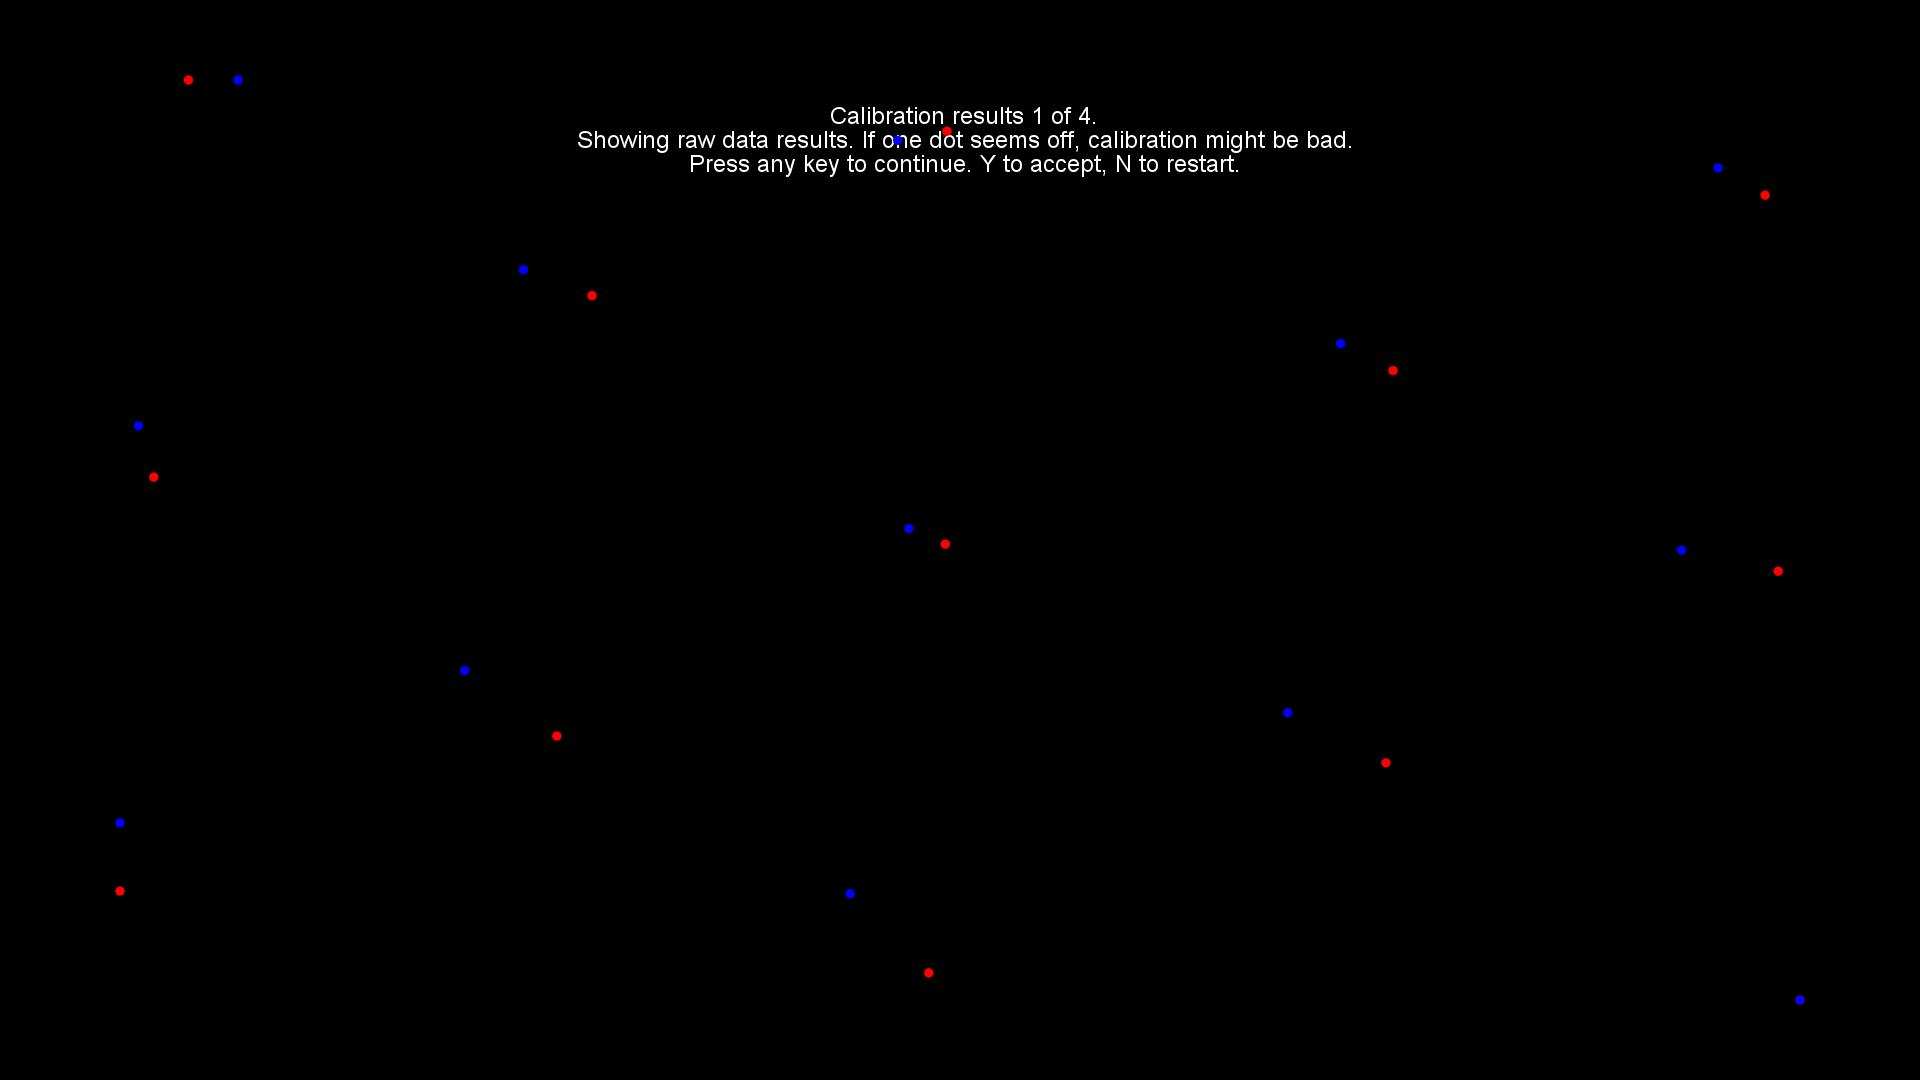 Calibration results 1 of 4.
Showing raw data results. If one dot seems off, calibration might be bad.
Press any key to continue. Y to accept, N to restart.